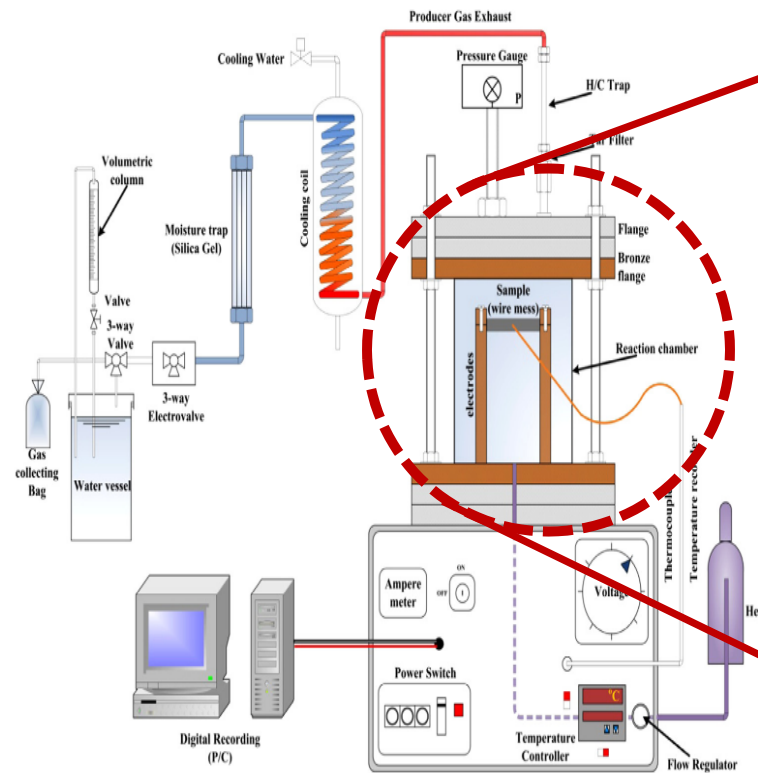 Producer Gas Exhaust
Cooling Water
Pressure Gauge
P
H/C Trap
Tar Filter
Volumetric
column
Moisture trap
(Silica Gel)
Cooling coil
Flange
Bronze
flange
Sample
(wire mess)
Reaction chamber
electrodes
Valve
3-way
Valve
3-way
Electrovalve
Gas
collecting
Bag
Water vessel
Thermocouple
Temperature recorder
ON
OFF
I
Ampere
meter
Voltage
He
Power Switch
°C
Temperature
Controller
Flow Regulator
Digital Recording
(P/C)